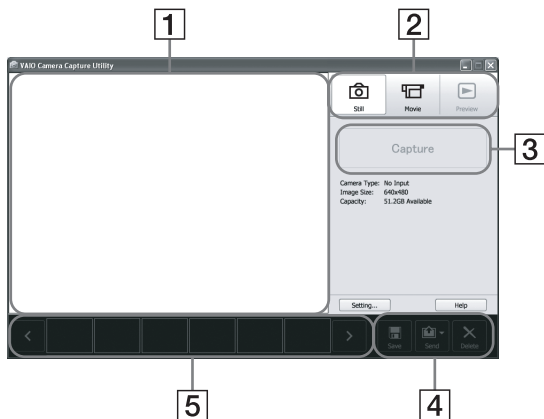 1
2
VAIO Camera Capture Utility
Still
Movie
Preview
Capture
3
Camera Type: No Input
Image Size: 640x480
Capacity: 51.2GB Available
Setting...
Help
Save
Send
Delete
5
4